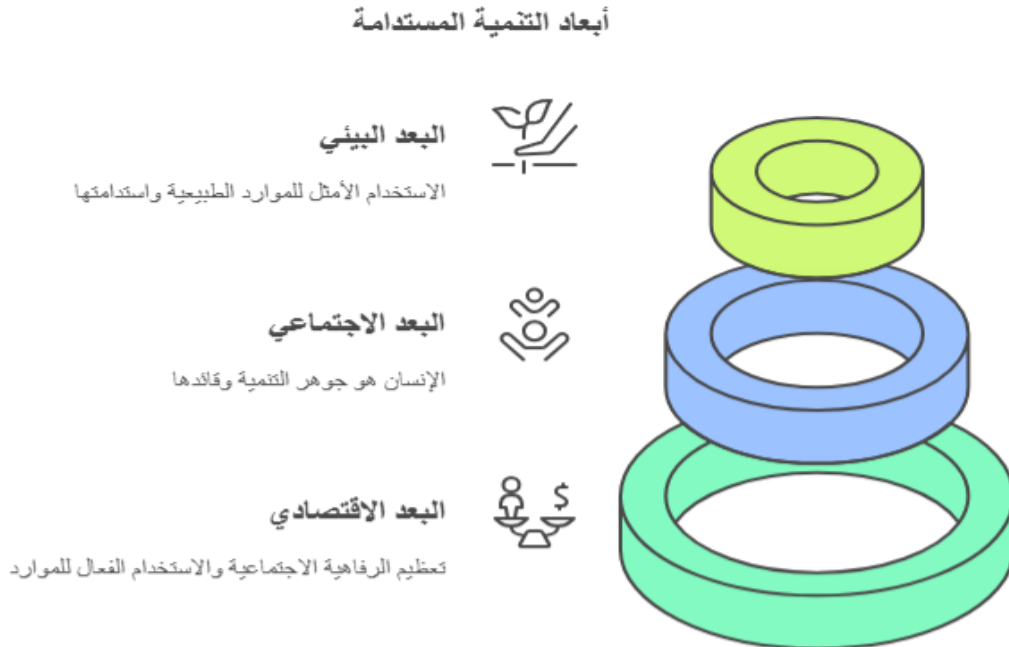 أبعاد التنمية المستدامة
البعد البيئي
الاستخدام الأمثل للموارد الطبيعية واستدامتها
البعد الاجتماعي
الإنسان هو جوهر التنمية وقائدها
البعد الاقتصادي
تعظيم الرفاهية الاجتماعية والاستخدام الفعال للموارد
$